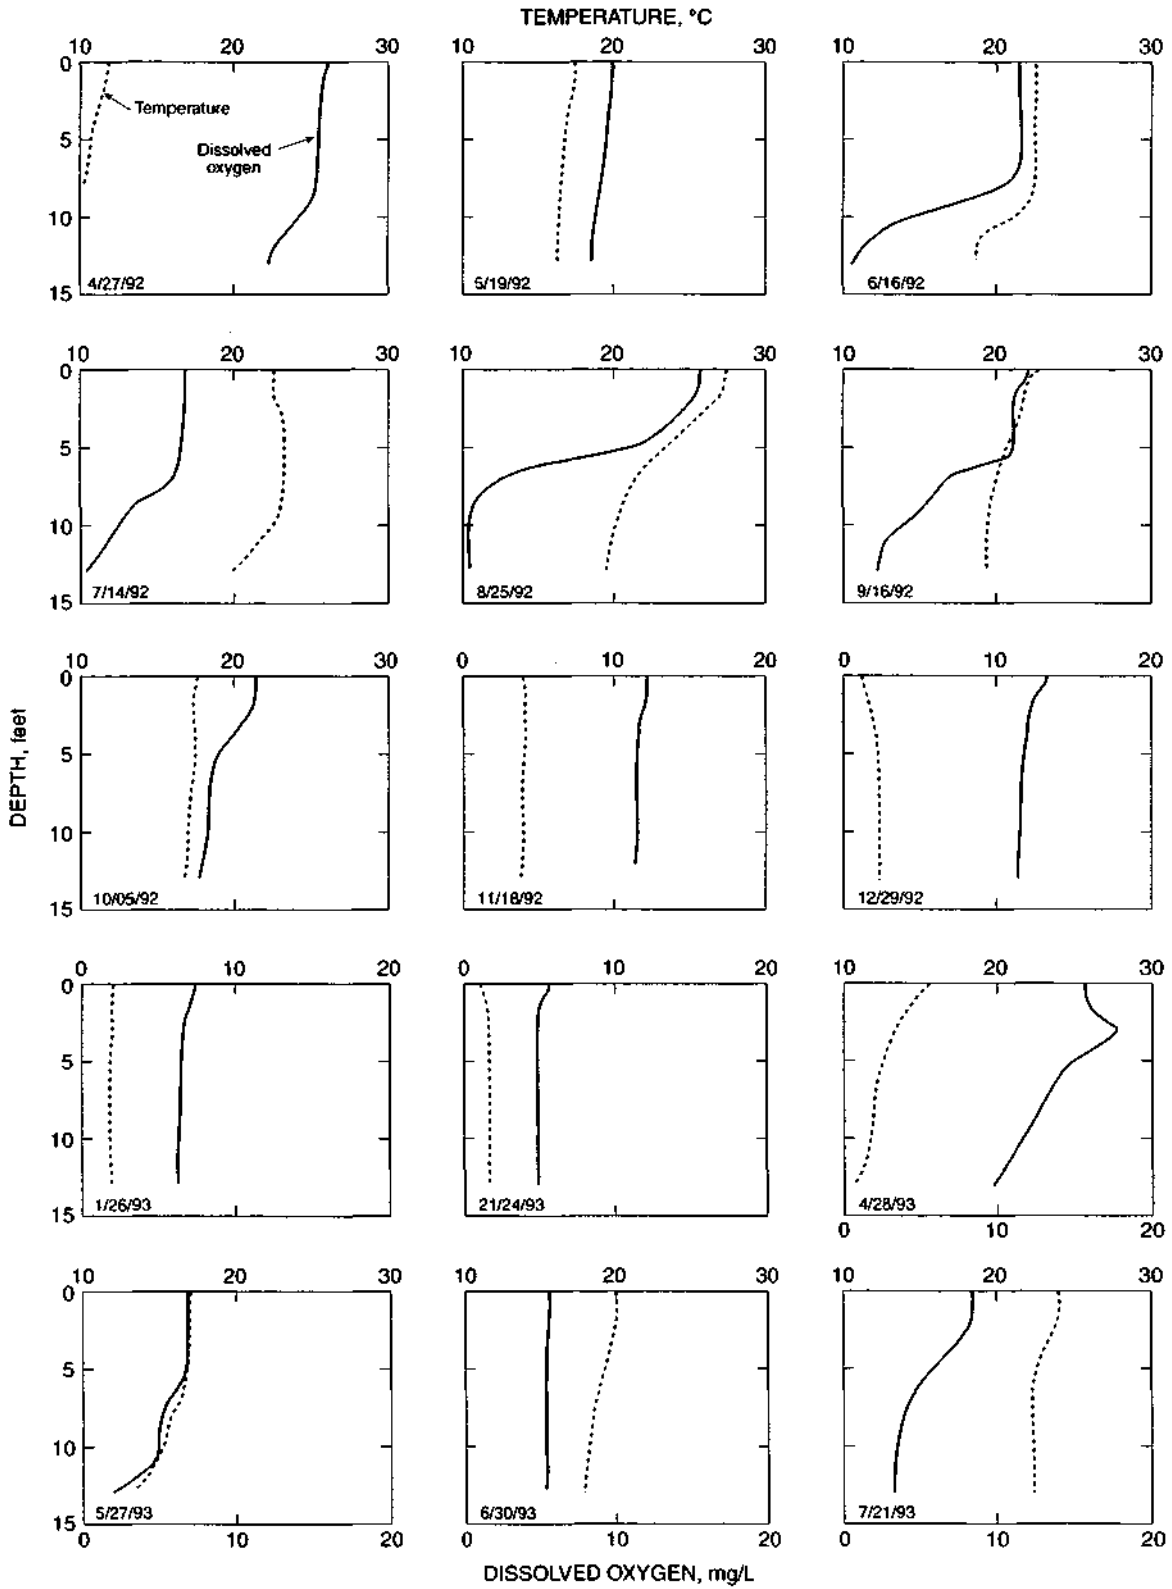 TEMPERATURE, °C
10 20 30 10 20 30 10 20 30
0
Temperature
5
Dissolved
oxygen
10
15
4/27/92 5/19/92 6/16/92
10 20 30 10 20 30 10 20 30
0
5
10
15
7/14/92 8/25/92 9/16/92
10 20 30 0 10 20 0 10 20
0
5
DEPTH, feet
10
15
10/05/92 11/18/92 12/29/92
0 10 20 0 10 20 10 20 30
0
5
10
15
1/26/93 21/24/93 4/28/93
0 10 20
10 20 30 10 20 30 10 20 30
0
5
10
15
5/27/93 6/30/93 7/21/93
0 10 20 0 10 20 0 10 20
DISSOLVED OXYGEN, mg/L